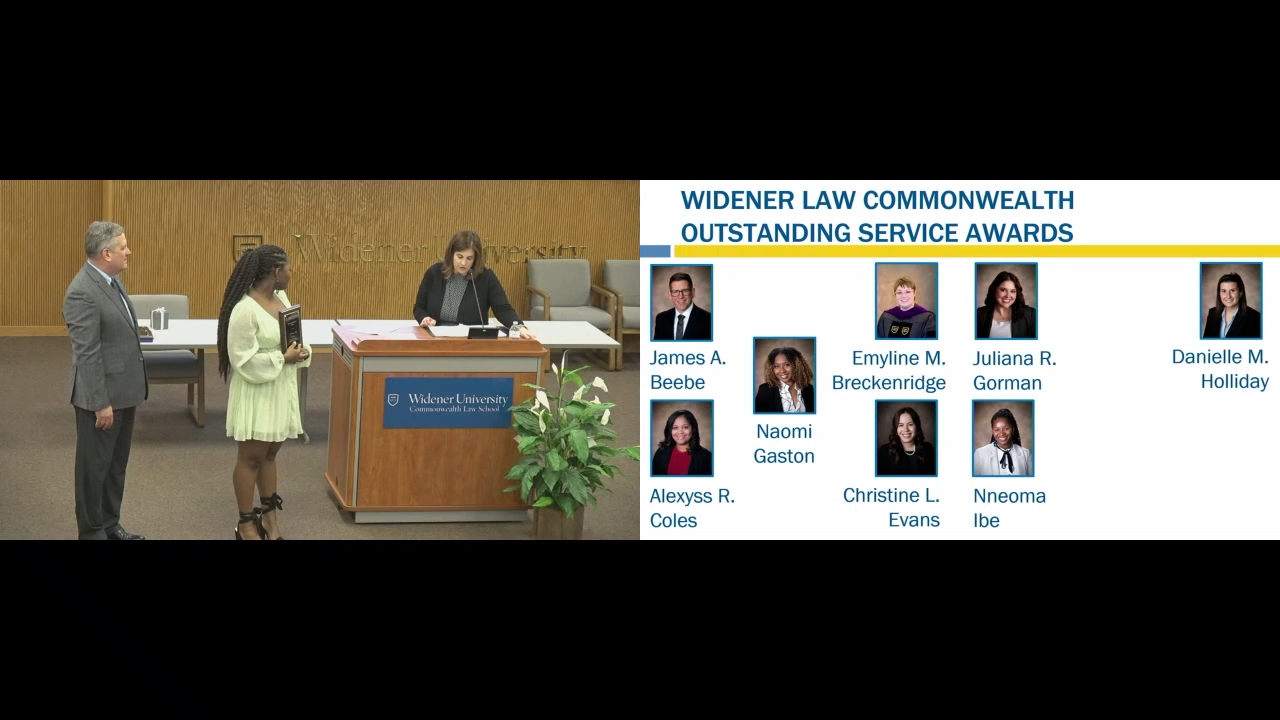 Widener University
Widener University
Commonwealth Law School
WIDENER LAW COMMONWEALTH
OUTSTANDING SERVICE AWARDS
James A.
Beebe
Naomi
Gaston
Emyline M.
Breckenridge
Juliana R.
Gorman
Danielle M.
Holliday
Alexyss R.
Coles
Christine L.
Evans
Nneoma
Ibe